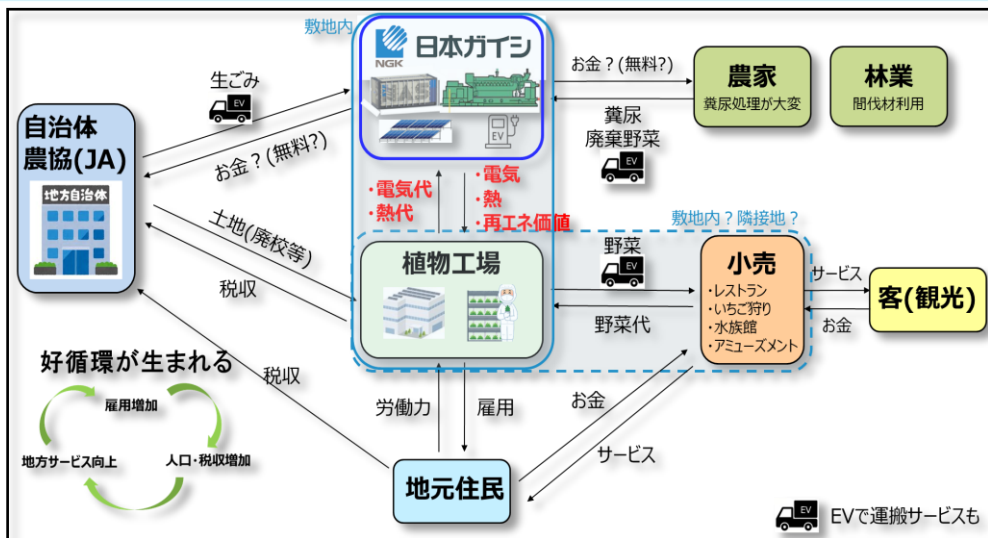 敷地内
NGK
日本ガイシ
EV
生ごみ
EV
お金？(無料?)
自治体
農協(JA)
地方自治体
お金？(無料?)
糞尿
廃棄野菜
EV
農家
糞尿処理が大変
林業
間伐材利用
・電気代
・熱代
・電気
・熱
・再エネ価値
土地(廃校等)
税収
植物工場
敷地内？隣接地？
野菜
EV
野菜代
小売
・レストラン
・いちご狩り
・水族館
・アミューズメント
サービス
お金
客(観光)
好循環が生まれる
雇用増加
地方サービス向上
人口・税収増加
税収
労働力
雇用
お金
サービス
地元住民
EV
EVで運搬サービスも